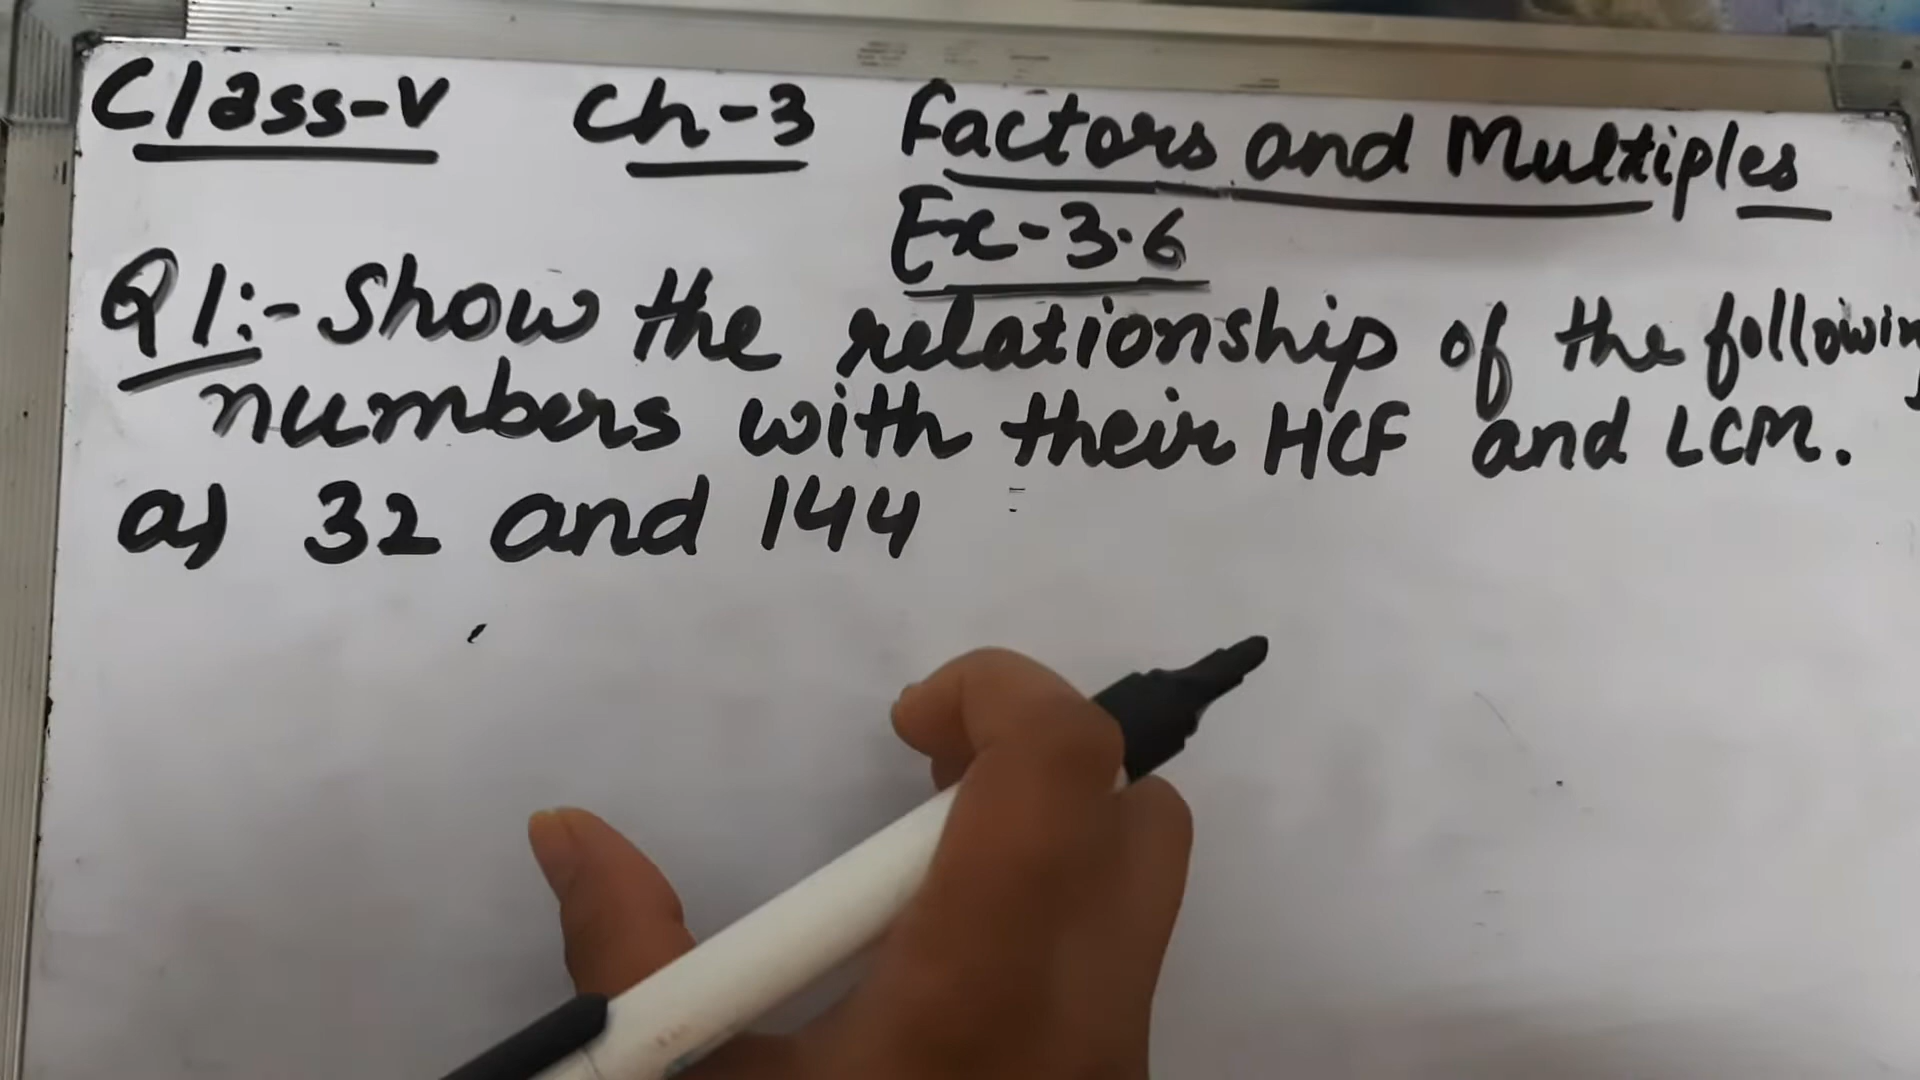 Class-V Ch-3 Factors and Multiples
Ex-3.6
Q1:- Show the relationship of the following
numbers with their HCF and LCM.
a) 32 and 144